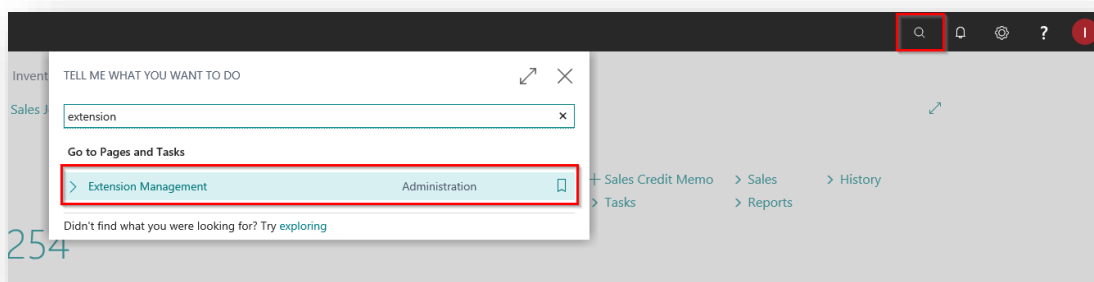 ?
I
Invent
TELL ME WHAT YOU WANT TO DO
Sales J
extension
Go to Pages and Tasks
Extension Management Administration
+ Sales Credit Memo > Sales > History
> Tasks > Reports
Didn't find what you were looking for? Try exploring
254